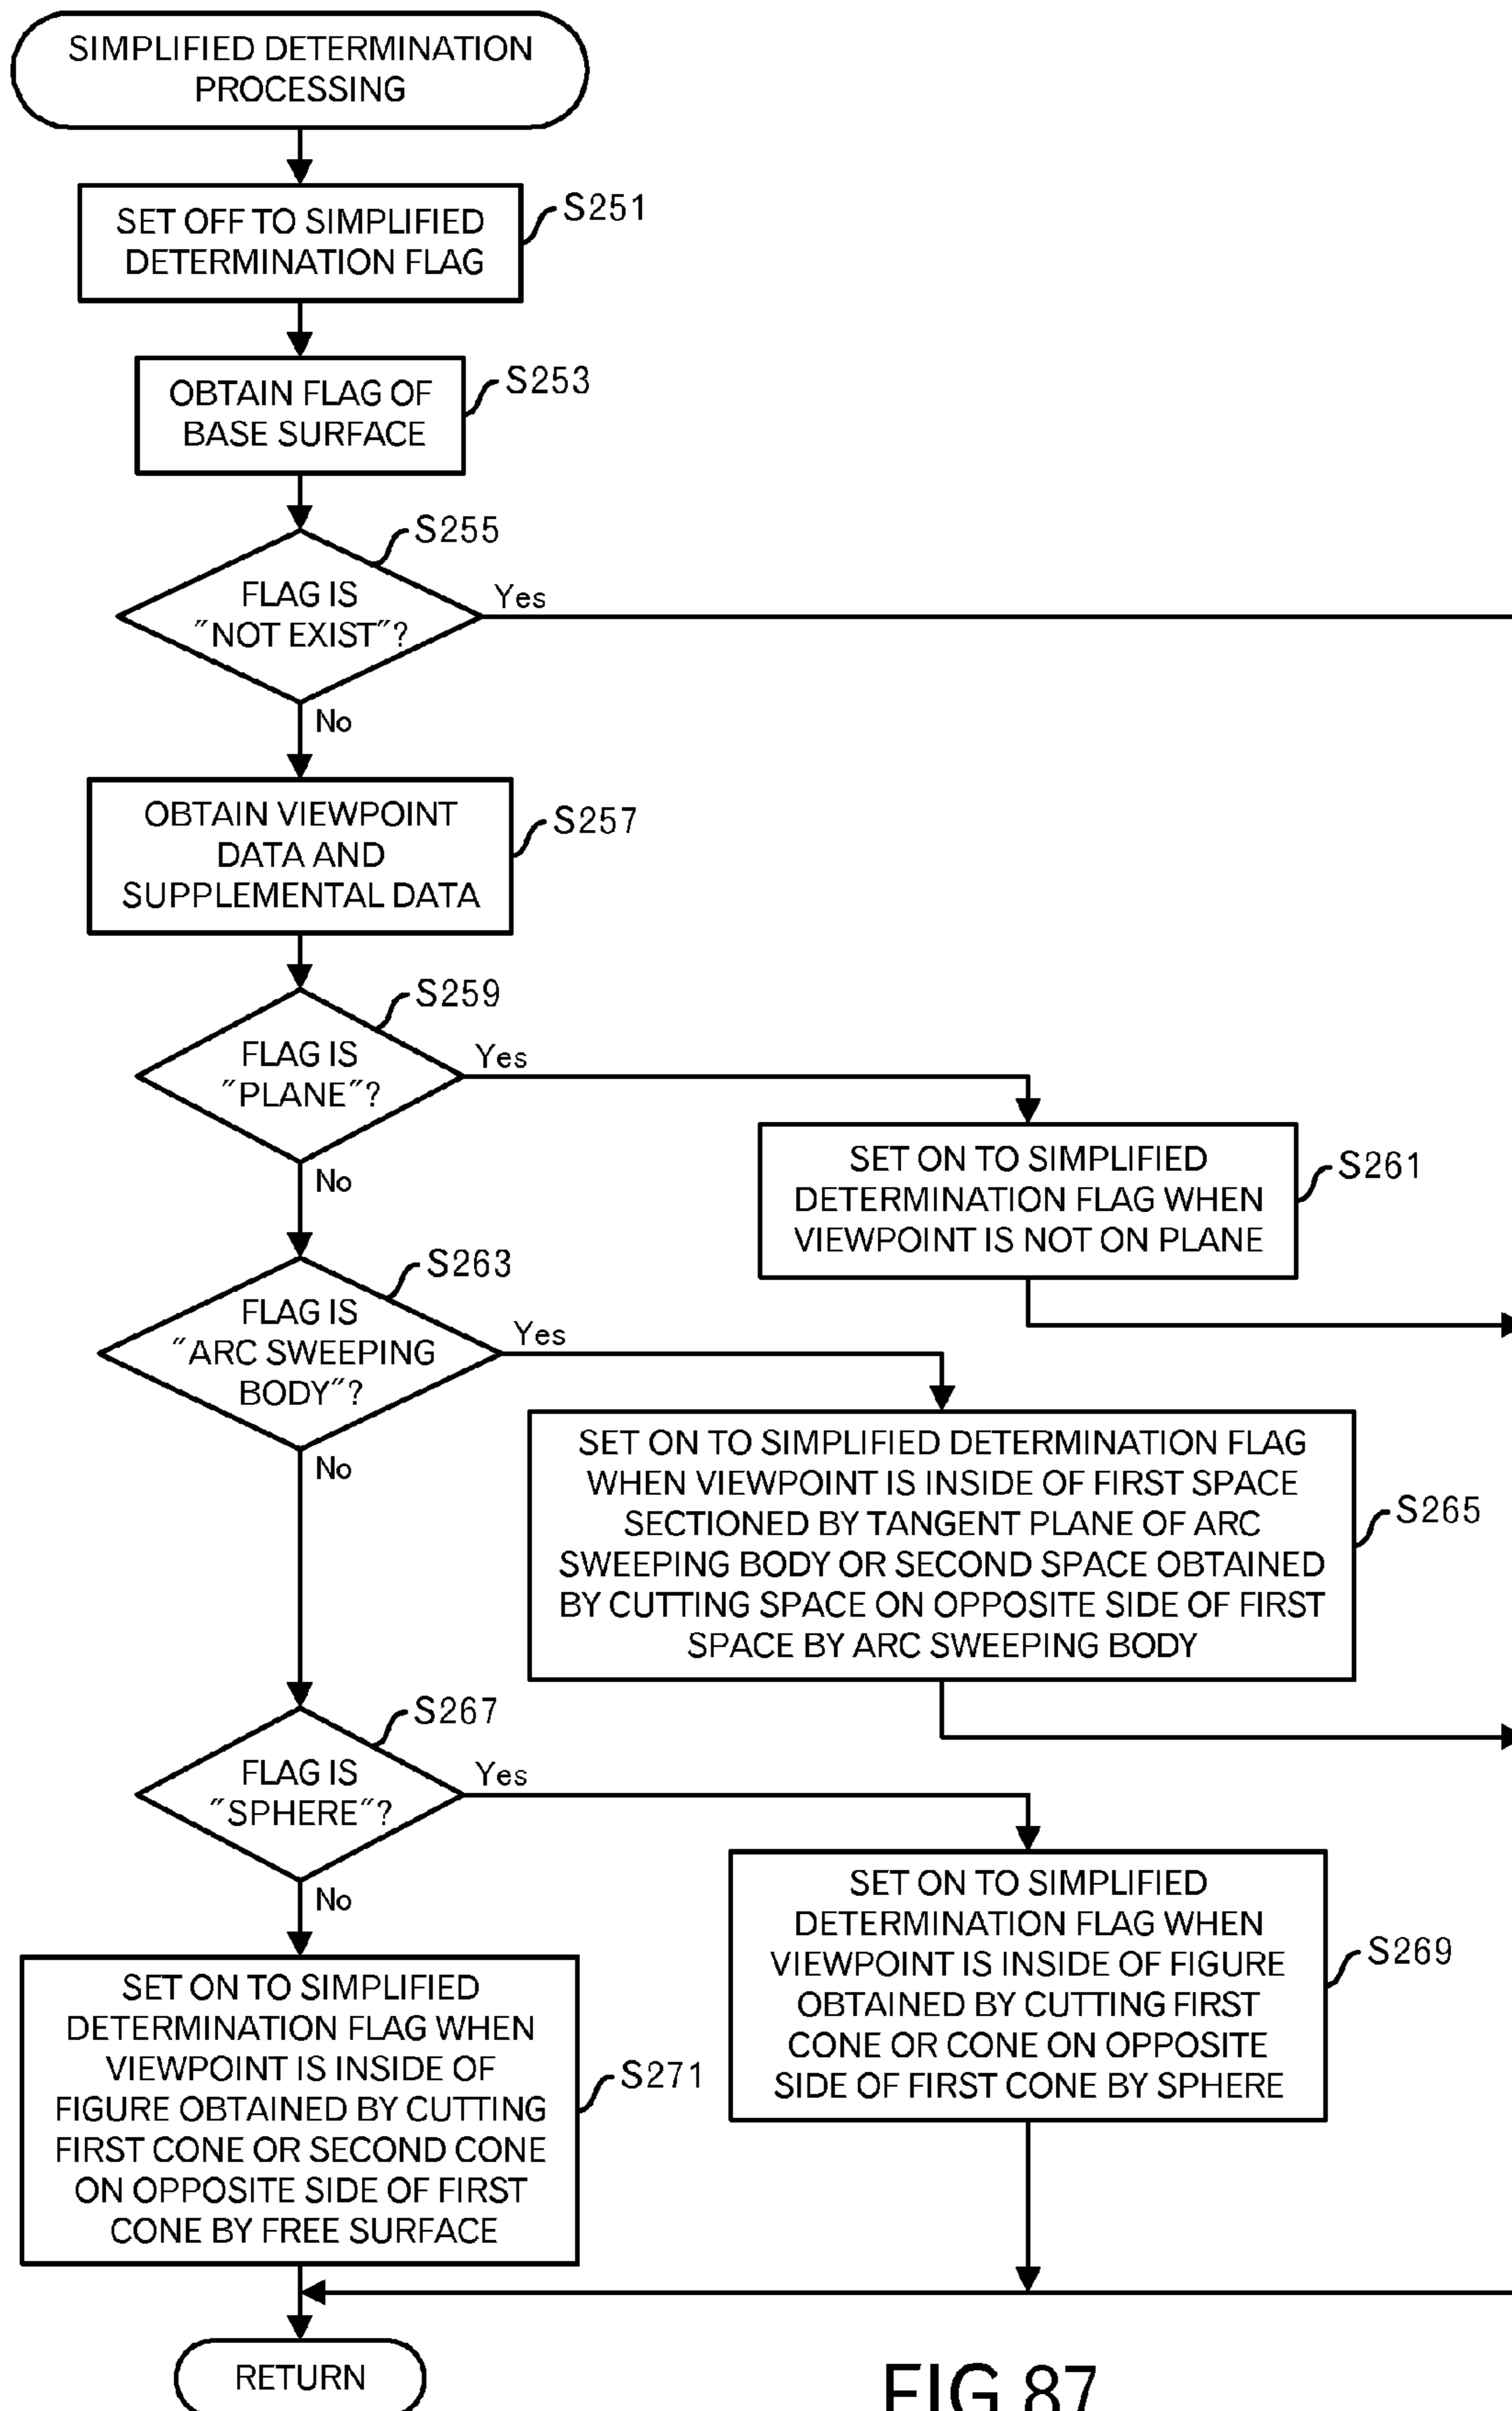 SIMPLIFIED DETERMINATION
PROCESSING
SET OFF TO SIMPLIFIED
DETERMINATION FLAG
S251
OBTAIN FLAG OF
BASE SURFACE
S253
S255
FLAG IS
"NOT EXIST"?
Yes
No
OBTAIN VIEWPOINT
DATA AND
SUPPLEMENTAL DATA
S257
S259
FLAG IS
"PLANE"?
Yes
No
SET ON TO SIMPLIFIED
DETERMINATION FLAG WHEN
VIEWPOINT IS NOT ON PLANE
S261
S263
FLAG IS
"ARC SWEEPING
BODY"?
Yes
No
SET ON TO SIMPLIFIED DETERMINATION FLAG
WHEN VIEWPOINT IS INSIDE OF FIRST SPACE
SECTIONED BY TANGENT PLANE OF ARC
SWEEPING BODY OR SECOND SPACE OBTAINED
BY CUTTING SPACE ON OPPOSITE SIDE OF FIRST
SPACE BY ARC SWEEPING BODY
S265
S267
FLAG IS
"SPHERE"?
Yes
No
SET ON TO SIMPLIFIED
DETERMINATION FLAG WHEN
VIEWPOINT IS INSIDE OF FIGURE
OBTAINED BY CUTTING FIRST
CONE OR CONE ON OPPOSITE
SIDE OF FIRST CONE BY SPHERE
S269
SET ON TO SIMPLIFIED
DETERMINATION FLAG WHEN
VIEWPOINT IS INSIDE OF
FIGURE OBTAINED BY CUTTING
FIRST CONE OR SECOND CONE
ON OPPOSITE SIDE OF FIRST
CONE BY FREE SURFACE
S271
RETURN
FIG.87